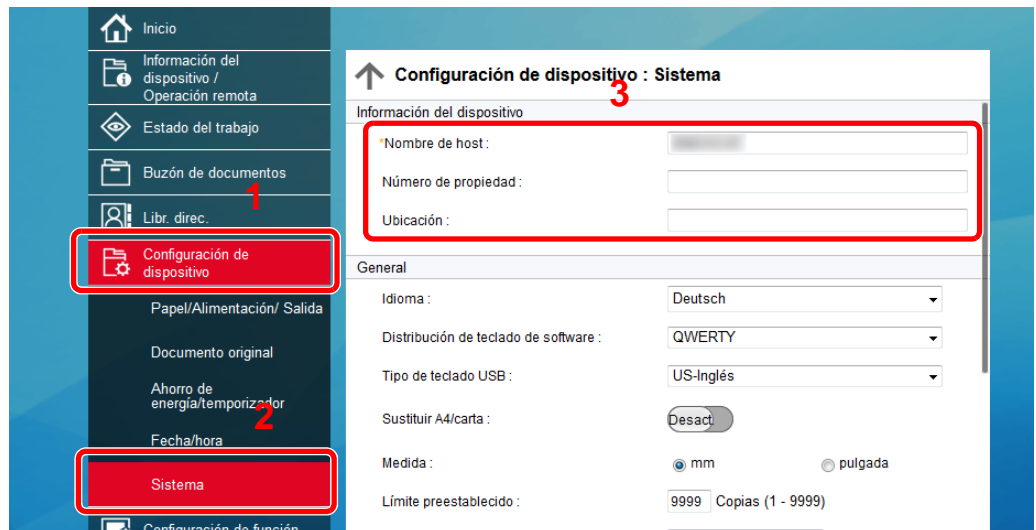 Inicio
Información del
dispositivo /
Operación remota
Estado del trabajo
Buzón de documentos
1
Libr. direc.
Configuración de
dispositivo
Papel/Alimentación/ Salida
Documento original
Ahorro de
energía/temporizador
2
Fecha/hora
Sistema
Configuración de función
Configuración de dispositivo : Sistema
3
Información del dispositivo
*Nombre de host :
Número de propiedad :
Ubicación :
General
Idioma : Deutsch
Distribución de teclado de software : QWERTY
Tipo de teclado USB : US-Inglés
Sustituir A4/carta : Desact.
Medida : mm pulgada
Límite preestablecido : 9999 Copias (1 - 9999)